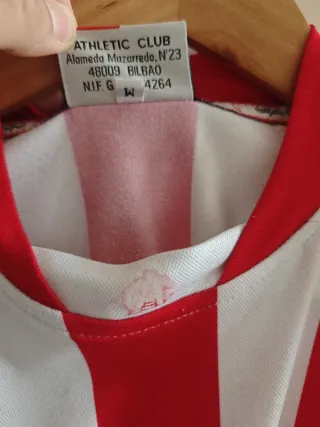 ATHLETIC CLUB
Alameda Mazarredo, Nº23
48009 BILBAO
N.I.F. G 4264
M